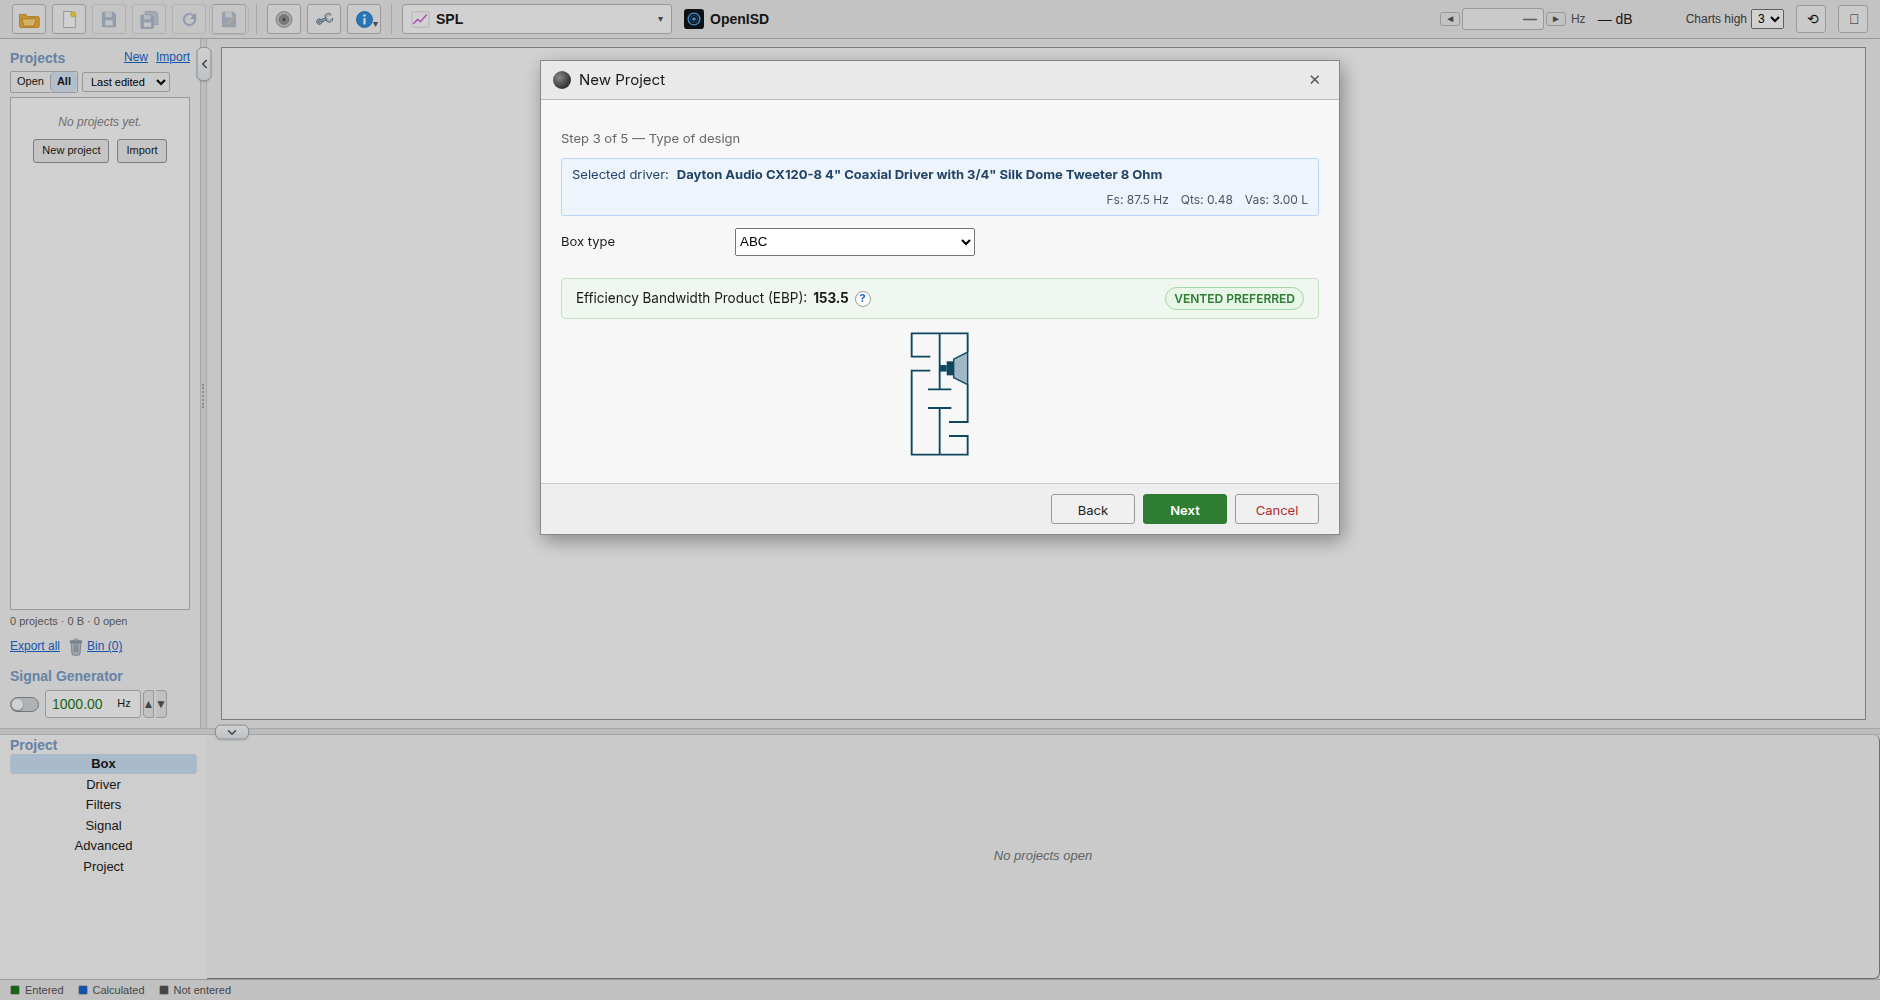 SPL
OpenISD
— Hz — dB
Charts high 3
Projects New Import
Open All Last edited
No projects yet.
New project Import
0 projects · 0 B · 0 open
Export all Bin (0)
Signal Generator
1000.00 Hz
New Project
Step 3 of 5 — Type of design
Selected driver: Dayton Audio CX120-8 4" Coaxial Driver with 3/4" Silk Dome Tweeter 8 Ohm
Fs: 87.5 Hz Qts: 0.48 Vas: 3.00 L
Box type ABC
Efficiency Bandwidth Product (EBP): 153.5 ? VENTED PREFERRED
Back Next Cancel
Project
Box
Driver
Filters
Signal
Advanced
Project
No projects open
Entered Calculated Not entered